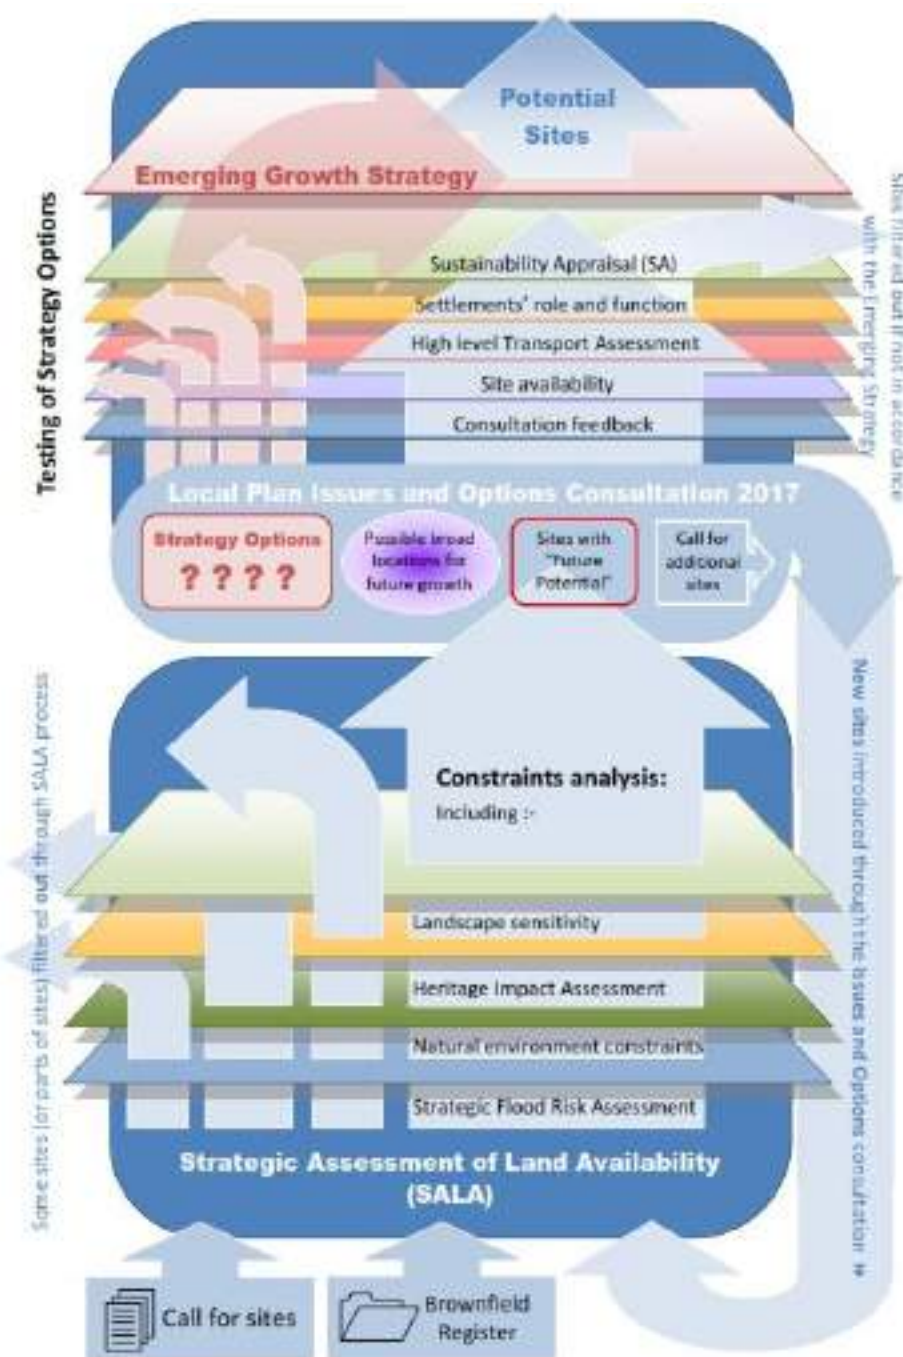 Potential
Sites
Emerging Growth Strategy
Sustainability Appraisal (SA)
Settlements' role and function
High level Transport Assessment
Site availability
Consultation feedback
Testing of Strategy Options
Sites filtered out if not in accordance
with the Emerging Strategy
Local Plan Issues and Options Consultation 2017
Strategy Options
? ? ? ?
Possible broad
locations for
future growth
Sites with
"Future
Potential"
Call for
additional
sites
Constraints analysis:
Including :-
Landscape sensitivity
Heritage Impact Assessment
Natural environment constraints
Strategic Flood Risk Assessment
Strategic Assessment of Land Availability
(SALA)
Some sites (or parts of sites) filtered out through SALA process
New sites introduced through the Issues and Options consultation »
Call for sites
Brownfield
Register